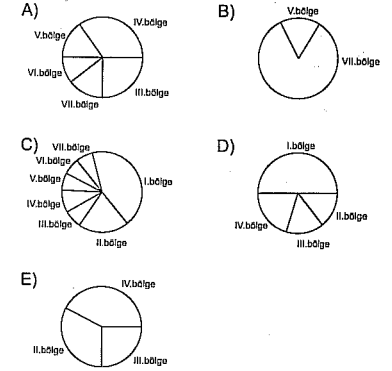 A)
IV.bölge
V.bölge
VI.bölge
VII.bölge
III.bölge
B)
V.bölge
VII.bölge
C)
VII.bölge
VI.bölge
V.bölge
IV.bölge
III.bölge
II.bölge
I.bölge
D)
I.bölge
II.bölge
III.bölge
IV.bölge
E)
IV.bölge
II.bölge
III.bölge